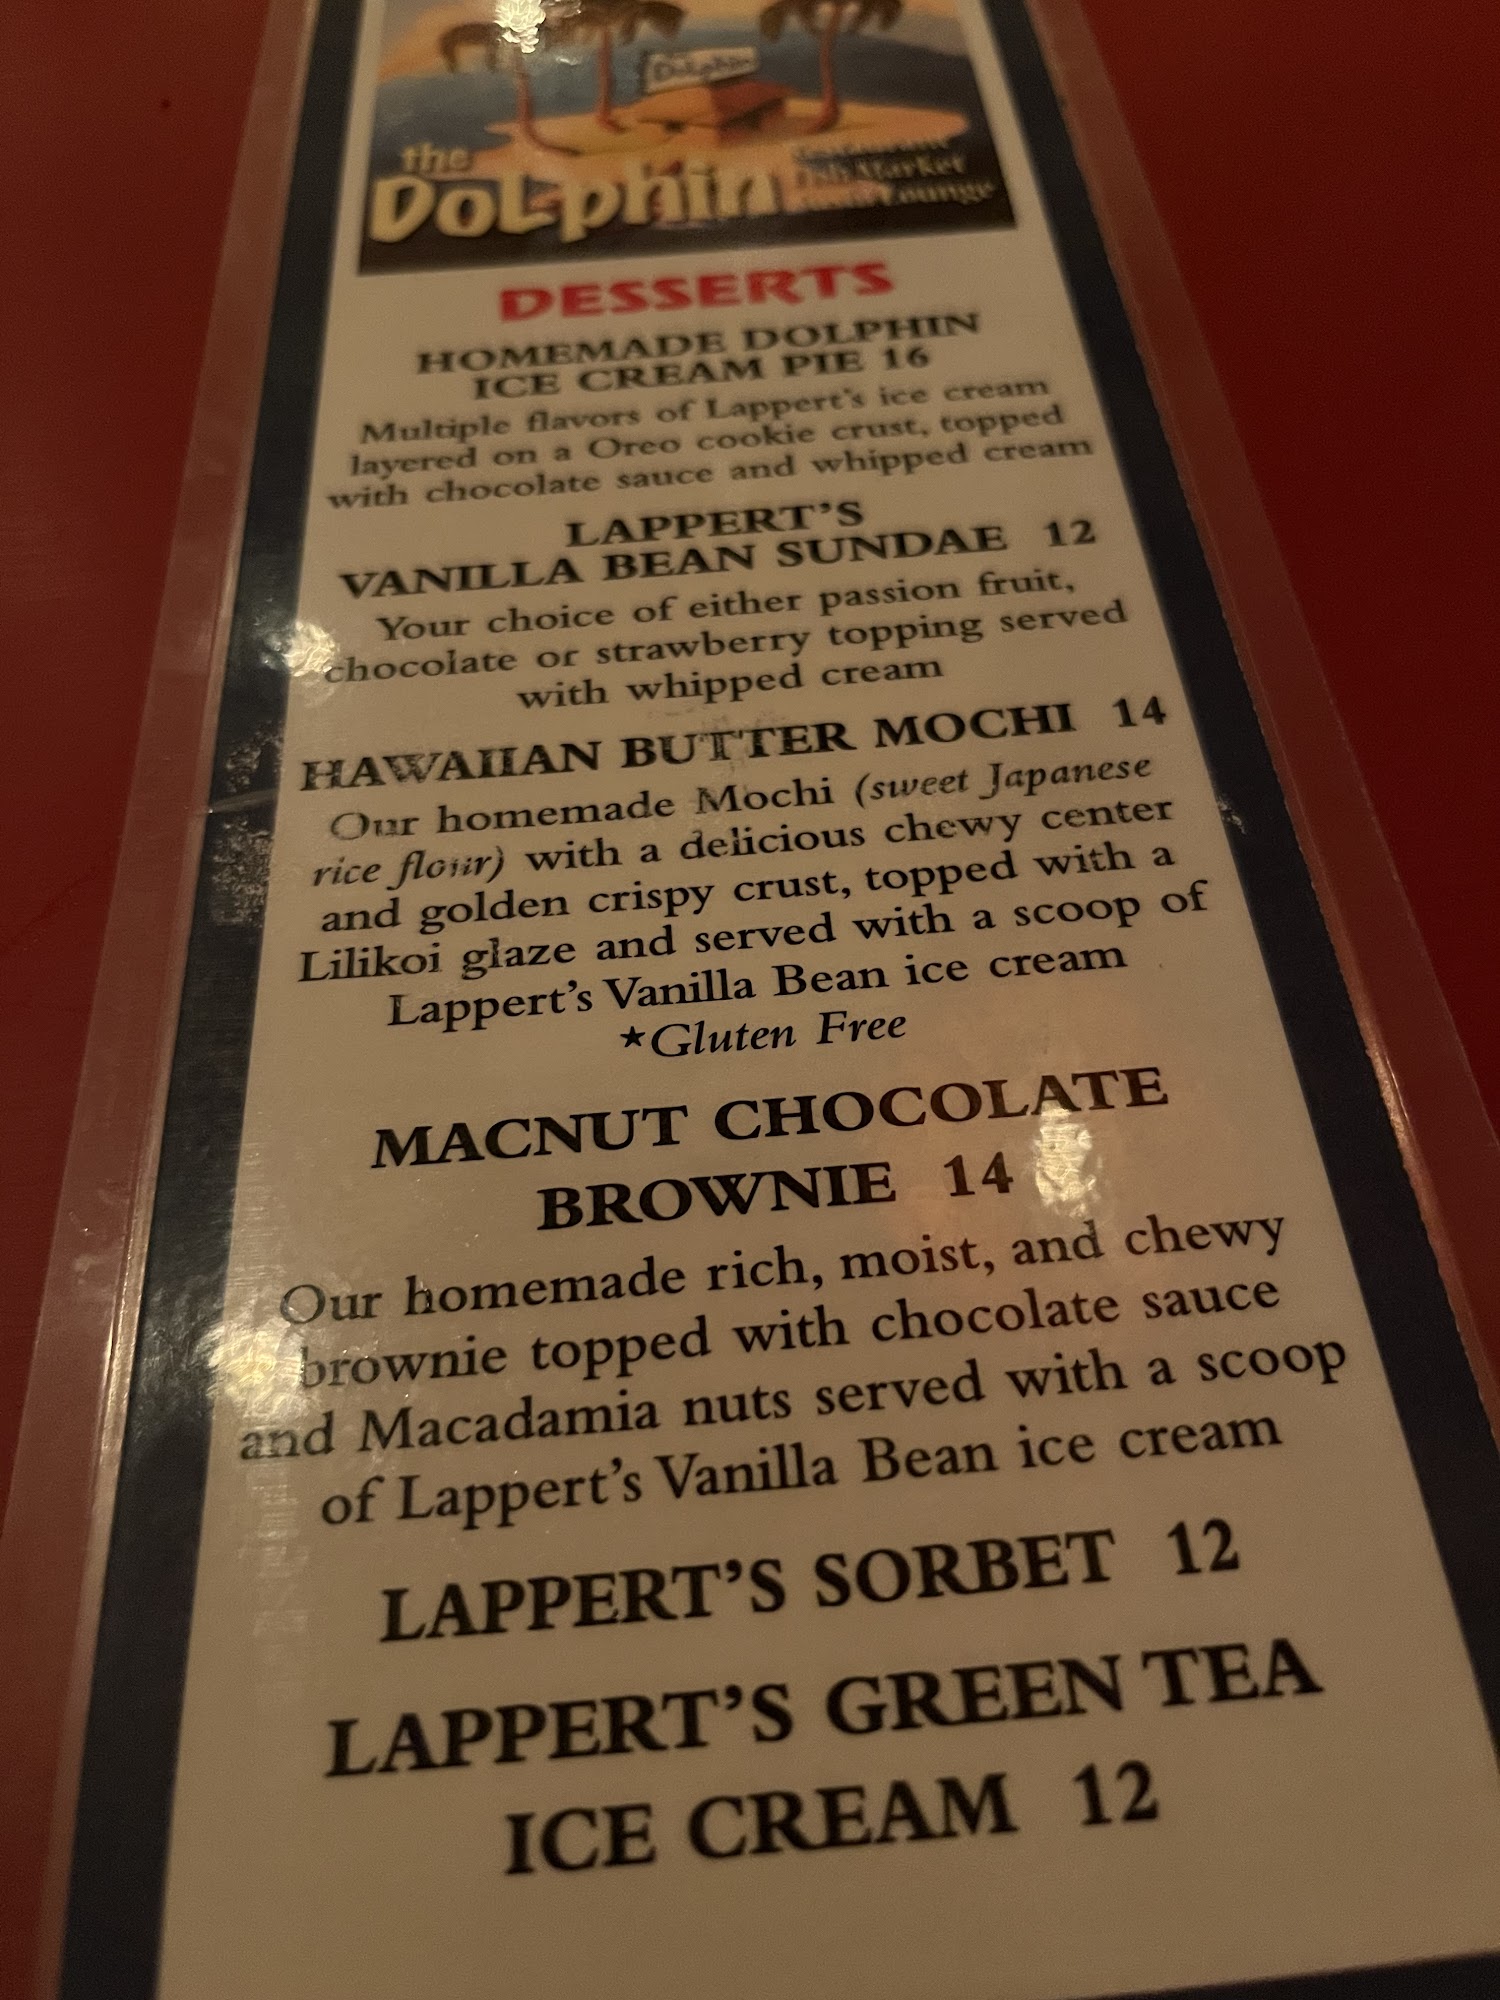 Dolphin
the
DoLphin
Fish Market
Lounge
DESSERTS
HOMEMADE DOLPHIN
ICE CREAM PIE 16
Multiple flavors of Lappert's ice cream
layered on a Oreo cookie crust, topped
with chocolate sauce and whipped cream
LAPPERT'S
VANILLA BEAN SUNDAE 12
Your choice of either passion fruit,
chocolate or strawberry topping served
with whipped cream
HAWAIIAN BUTTER MOCHI 14
Our homemade Mochi (sweet Japanese
rice flour) with a delicious chewy center
and golden crispy crust, topped with a
Lilikoi glaze and served with a scoop of
Lappert's Vanilla Bean ice cream
★Gluten Free
MACNUT CHOCOLATE
BROWNIE 14
Our homemade rich, moist, and chewy
brownie topped with chocolate sauce
and Macadamia nuts served with a scoop
of Lappert's Vanilla Bean ice cream
LAPPERT'S SORBET 12
LAPPERT'S GREEN TEA
ICE CREAM 12